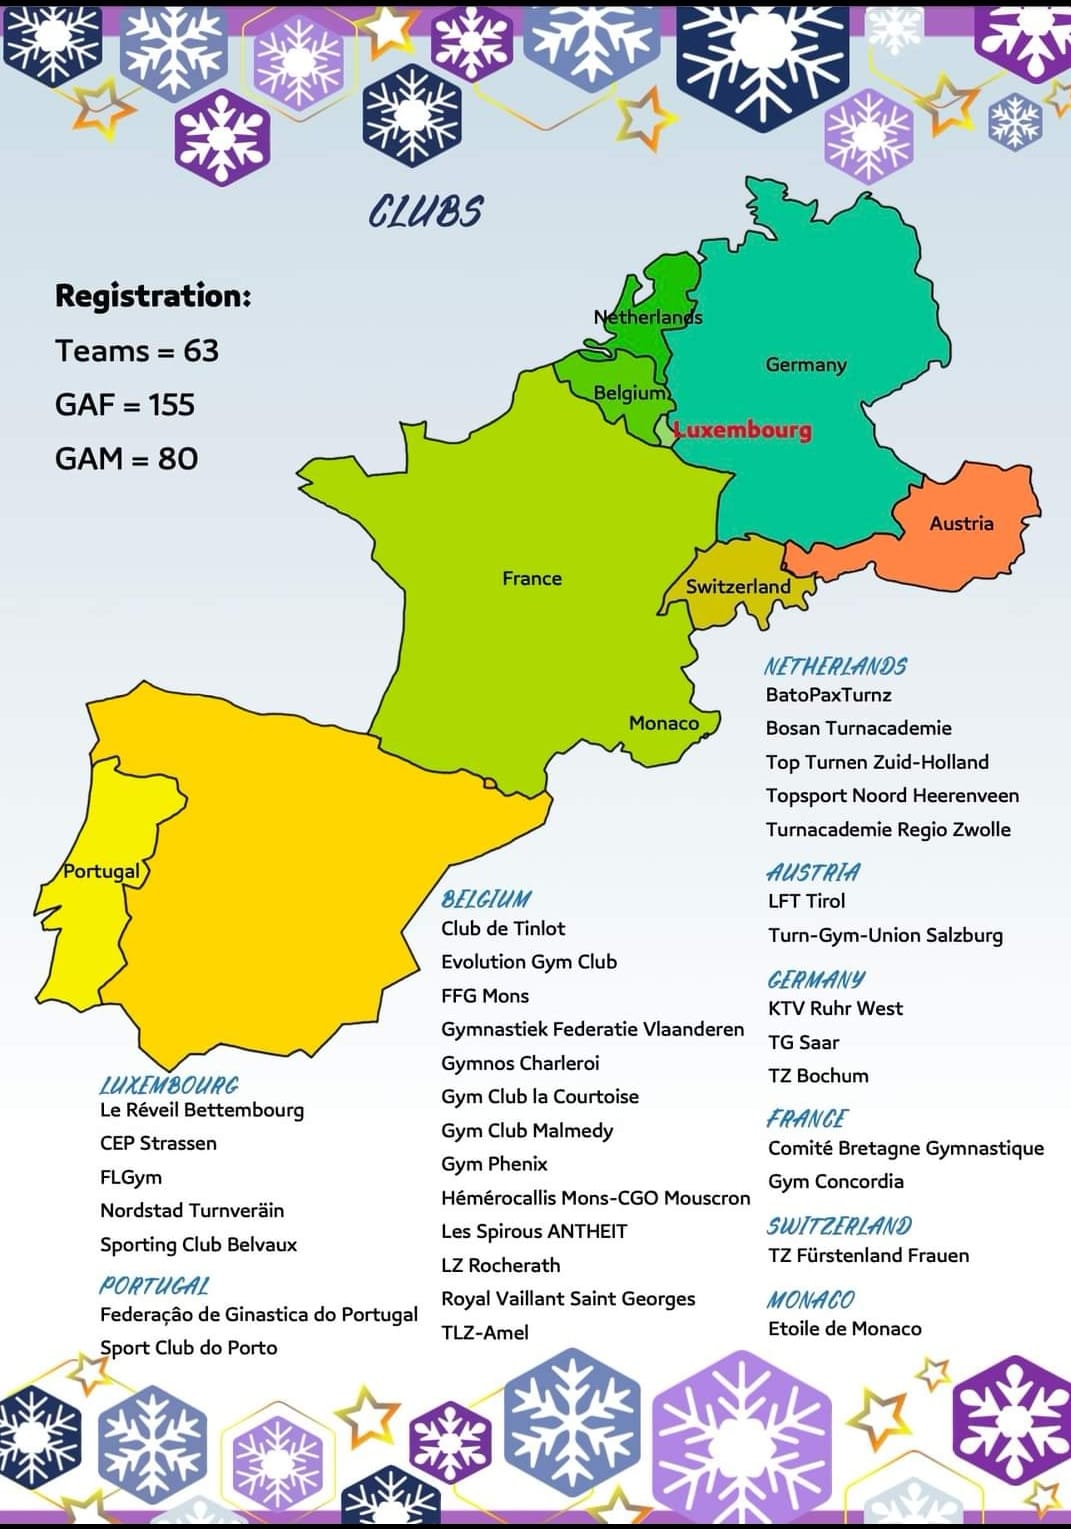 CLUBS
Registration:
Teams = 63
GAF = 155
GAM = 80
Netherlands
Germany
Belgium
Luxembourg
Austria
France
Switzerland
Monaco
Portugal
LUXEMBOURG
Le Réveil Bettembourg
CEP Strassen
FLGym
Nordstad Turnveräin
Sporting Club Belvaux
PORTUGAL
Federaçâo de Ginastica do Portugal
Sport Club do Porto
BELGIUM
Club de Tinlot
Evolution Gym Club
FFG Mons
Gymnastiek Federatie Vlaanderen
Gymnos Charleroi
Gym Club la Courtoise
Gym Club Malmedy
Gym Phenix
Hémérocallis Mons-CGO Mouscron
Les Spirous ANTHEIT
LZ Rocherath
Royal Vaillant Saint Georges
TLZ-Amel
NETHERLANDS
BatoPaxTurnz
Bosan Turnacademie
Top Turnen Zuid-Holland
Topsport Noord Heerenveen
Turnacademie Regio Zwolle
AUSTRIA
LFT Tirol
Turn-Gym-Union Salzburg
GERMANY
KTV Ruhr West
TG Saar
TZ Bochum
FRANCE
Comité Bretagne Gymnastique
Gym Concordia
SWITZERLAND
TZ Fürstenland Frauen
MONACO
Etoile de Monaco